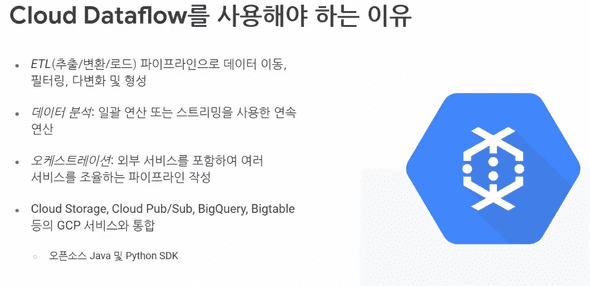 Cloud Dataflow를 사용해야 하는 이유
• ETL(추출/변환/로드) 파이프라인으로 데이터 이동,
필터링, 다변화 및 형성
• 데이터 분석: 일괄 연산 또는 스트리밍을 사용한 연속
연산
• 오케스트레이션: 외부 서비스를 포함하여 여러
서비스를 조율하는 파이프라인 작성
• Cloud Storage, Cloud Pub/Sub, BigQuery, Bigtable
등의 GCP 서비스와 통합
○ 오픈소스 Java 및 Python SDK